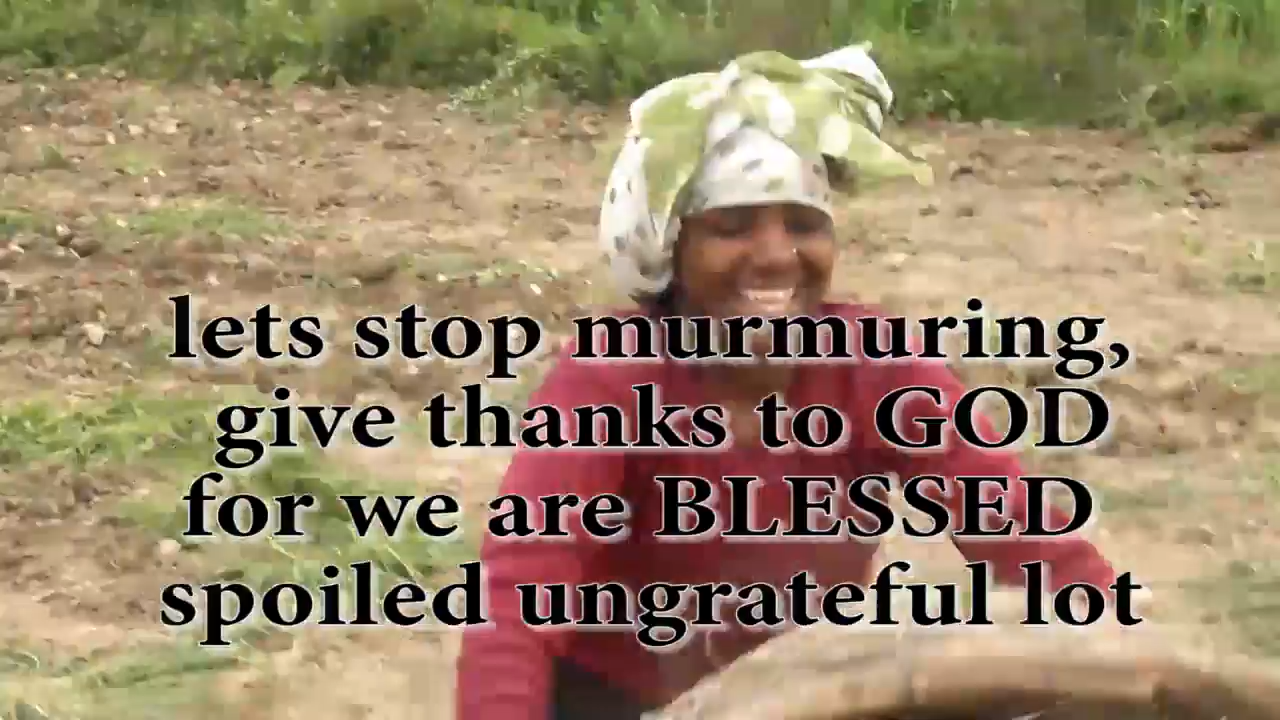 lets stop murmuring,
give thanks to GOD
for we are BLESSED
spoiled ungrateful lot